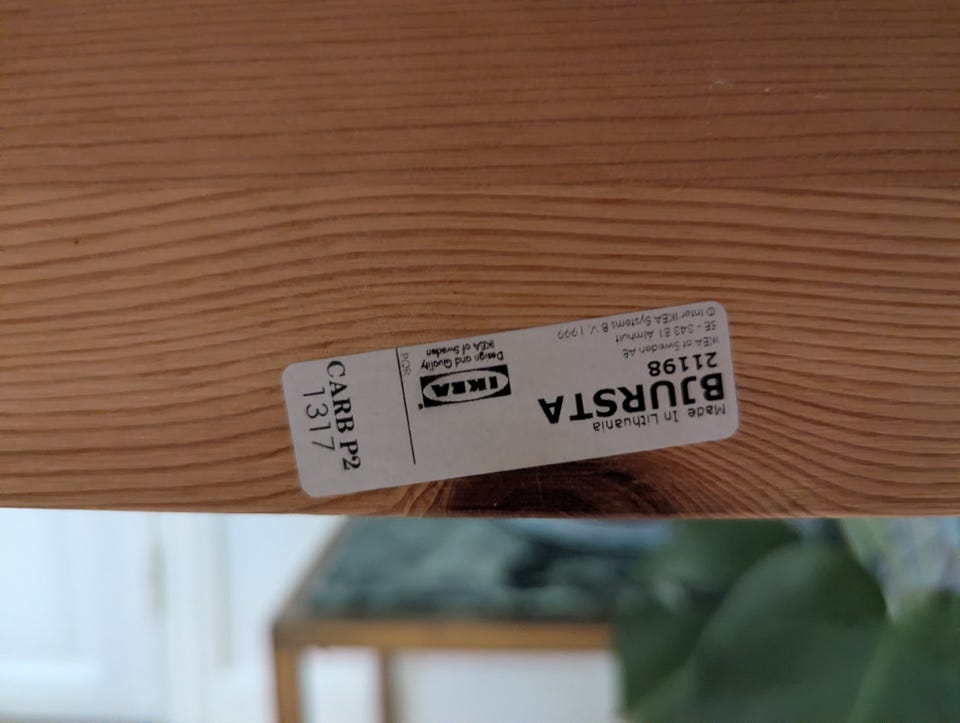 Made In Lithuania
BJURSTA
21198
IKEA of Sweden AB
SE - 343 81 Älmhult
© Inter IKEA Systems B.V. 1999
IKEA
Design and Quality
IKEA of Sweden
CARB P2
1317